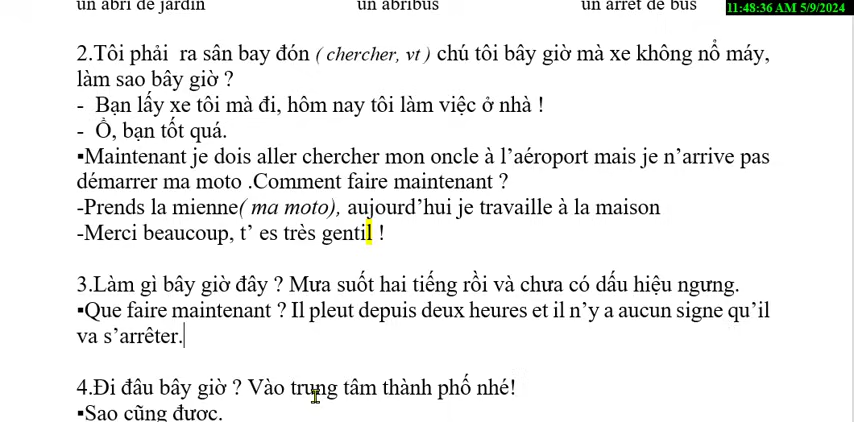 un abri de jardin un abribus un arrêt de bus
11:48:36 AM 5/9/2024
2.Tôi phải ra sân bay đón ( chercher, vt ) chú tôi bây giờ mà xe không nổ máy,
làm sao bây giờ ?
- Bạn lấy xe tôi mà đi, hôm nay tôi làm việc ở nhà !
- Ồ, bạn tốt quá.
▪Maintenant je dois aller chercher mon oncle à l’aéroport mais je n’arrive pas
démarrer ma moto .Comment faire maintenant ?
-Prends la mienne( ma moto), aujourd’hui je travaille à la maison
-Merci beaucoup, t’ es très gentil !
3.Làm gì bây giờ đây ? Mưa suốt hai tiếng rồi và chưa có dấu hiệu ngưng.
▪Que faire maintenant ? Il pleut depuis deux heures et il n’y a aucun signe qu’il
va s’arrêter.
4.Đi đâu bây giờ ? Vào trung tâm thành phố nhé!
▪Sao cũng được.